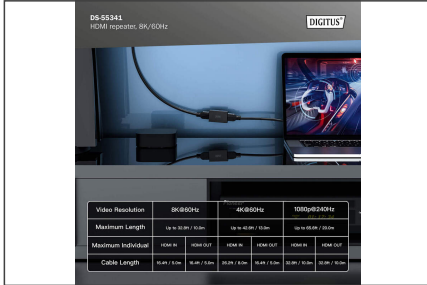 DS-55341
HDMI repeater, 8K/60Hz
DIGITUS®
Video Resolution 8K@60Hz 4K@60Hz 1080p@240Hz
Maximum Length Up to 32.8ft / 10.0m Up to 42.6ft / 13.0m Up to 65.6ft / 20.0m
Maximum Individual HDMI IN HDMI OUT HDMI IN HDMI OUT HDMI IN HDMI OUT
Cable Length 16.4ft / 5.0m 16.4ft / 5.0m 26.2ft / 8.0m 16.4ft / 5.0m 32.8ft / 10.0m 32.8ft / 10.0m